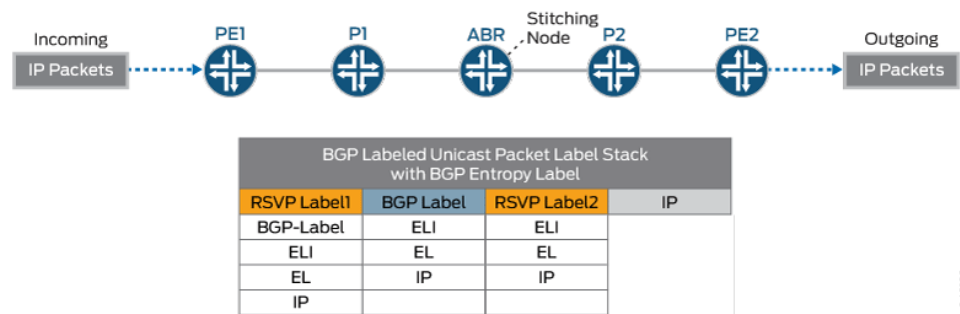 Incoming
IP Packets
PE1
P1
ABR
Stitching
Node
P2
PE2
Outgoing
IP Packets
BGP Labeled Unicast Packet Label Stack
with BGP Entropy Label
RSVP Label1 BGP Label RSVP Label2 IP
BGP-Label ELI ELI
ELI EL EL
EL IP IP
IP